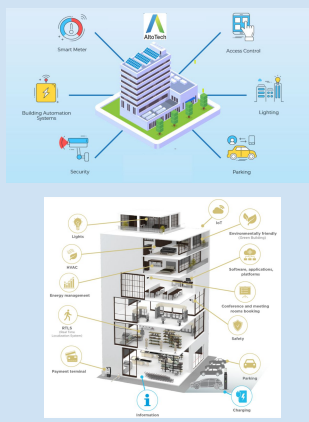 AltoTech
Smart Meter
Access Control
Building Automation
Systems
Lighting
Security
Parking
Lights
IoT
Environmentally friendly
(Green Building)
HVAC
Software, applications,
platforms
Energy management
Conference and meeting
rooms booking
RTLS
(Real-time
Locations System)
Safety
Payment terminal
Parking
Information
Charging